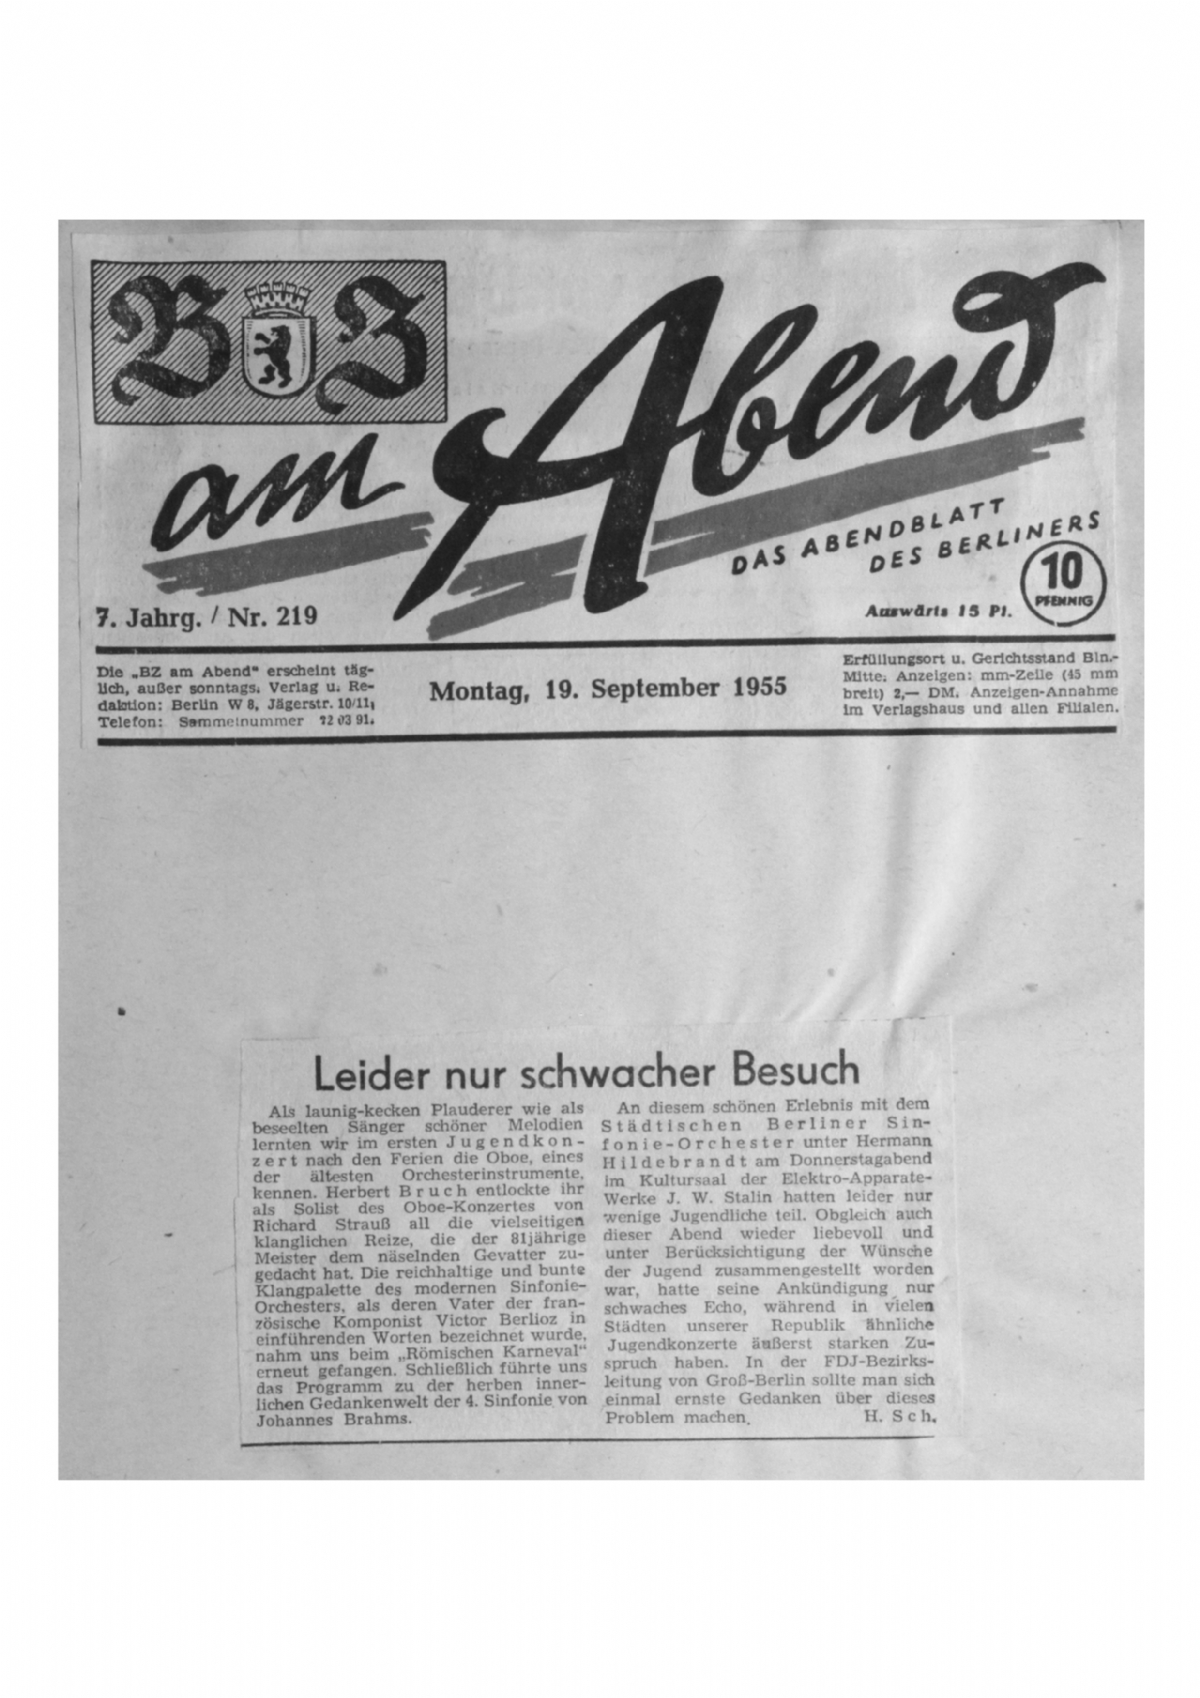 BZ
am Abend
DAS ABENDBLATT
DES BERLINERS
7. Jahrg. / Nr. 219
Auswärts 15 Pf.
10
PFENNIG
Die „BZ am Abend" erscheint täg-
lich, außer sonntags. Verlag u. Re-
daktion: Berlin W 8, Jägerstr. 10/11,
Telefon: Sammelnummer 22 03 91.
Montag, 19. September 1955
Erfüllungsort u. Gerichtsstand Bln.-
Mitte. Anzeigen: mm-Zeile (45 mm
breit) 2,— DM. Anzeigen-Annahme
im Verlagshaus und allen Filialen.
Leider nur schwacher Besuch
Als launig-kecken Plauderer wie als
beseelten Sänger schöner Melodien
lernten wir im ersten Jugendkon-
zert nach den Ferien die Oboe, eines
der ältesten Orchesterinstrumente,
kennen. Herbert Bruch entlockte ihr
als Solist des Oboe-Konzertes von
Richard Strauß all die vielseitigen
klanglichen Reize, die der 81jährige
Meister dem näselnden Gevatter zu-
gedacht hat. Die reichhaltige und bunte
Klangpalette des modernen Sinfonie-
Orchesters, als deren Vater der fran-
zösische Komponist Victor Berlioz in
einführenden Worten bezeichnet wurde,
nahm uns beim „Römischen Karneval"
erneut gefangen. Schließlich führte uns
das Programm zu der herben inner-
lichen Gedankenwelt der 4. Sinfonie von
Johannes Brahms.
An diesem schönen Erlebnis mit dem
Städtischen Berliner Sin-
fonie-Orchester unter Hermann
Hildebrandt am Donnerstagabend
im Kultursaal der Elektro-Apparate-
Werke J. W. Stalin hatten leider nur
wenige Jugendliche teil. Obgleich auch
dieser Abend wieder liebevoll und
unter Berücksichtigung der Wünsche
der Jugend zusammengestellt worden
war, hatte seine Ankündigung nur
schwaches Echo, während in vielen
Städten unserer Republik ähnliche
Jugendkonzerte äußerst starken Zu-
spruch haben. In der FDJ-Bezirks-
leitung von Groß-Berlin sollte man sich
einmal ernste Gedanken über dieses
Problem machen. H. Sch.